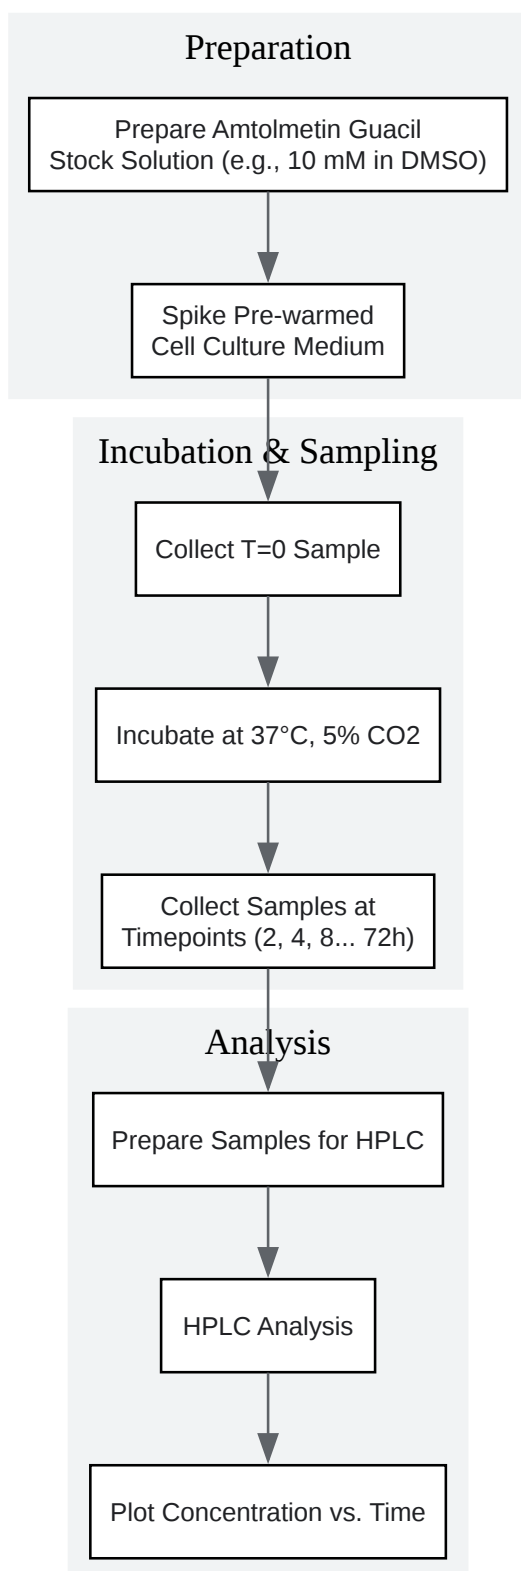 Preparation
Prepare Amtolmetin Guacil
Stock Solution (e.g., 10 mM in DMSO)
Spike Pre-warmed
Cell Culture Medium
Incubation & Sampling
Collect T=0 Sample
Incubate at 37°C, 5% CO2
Collect Samples at
Timepoints (2, 4, 8... 72h)
Analysis
Prepare Samples for HPLC
HPLC Analysis
Plot Concentration vs. Time